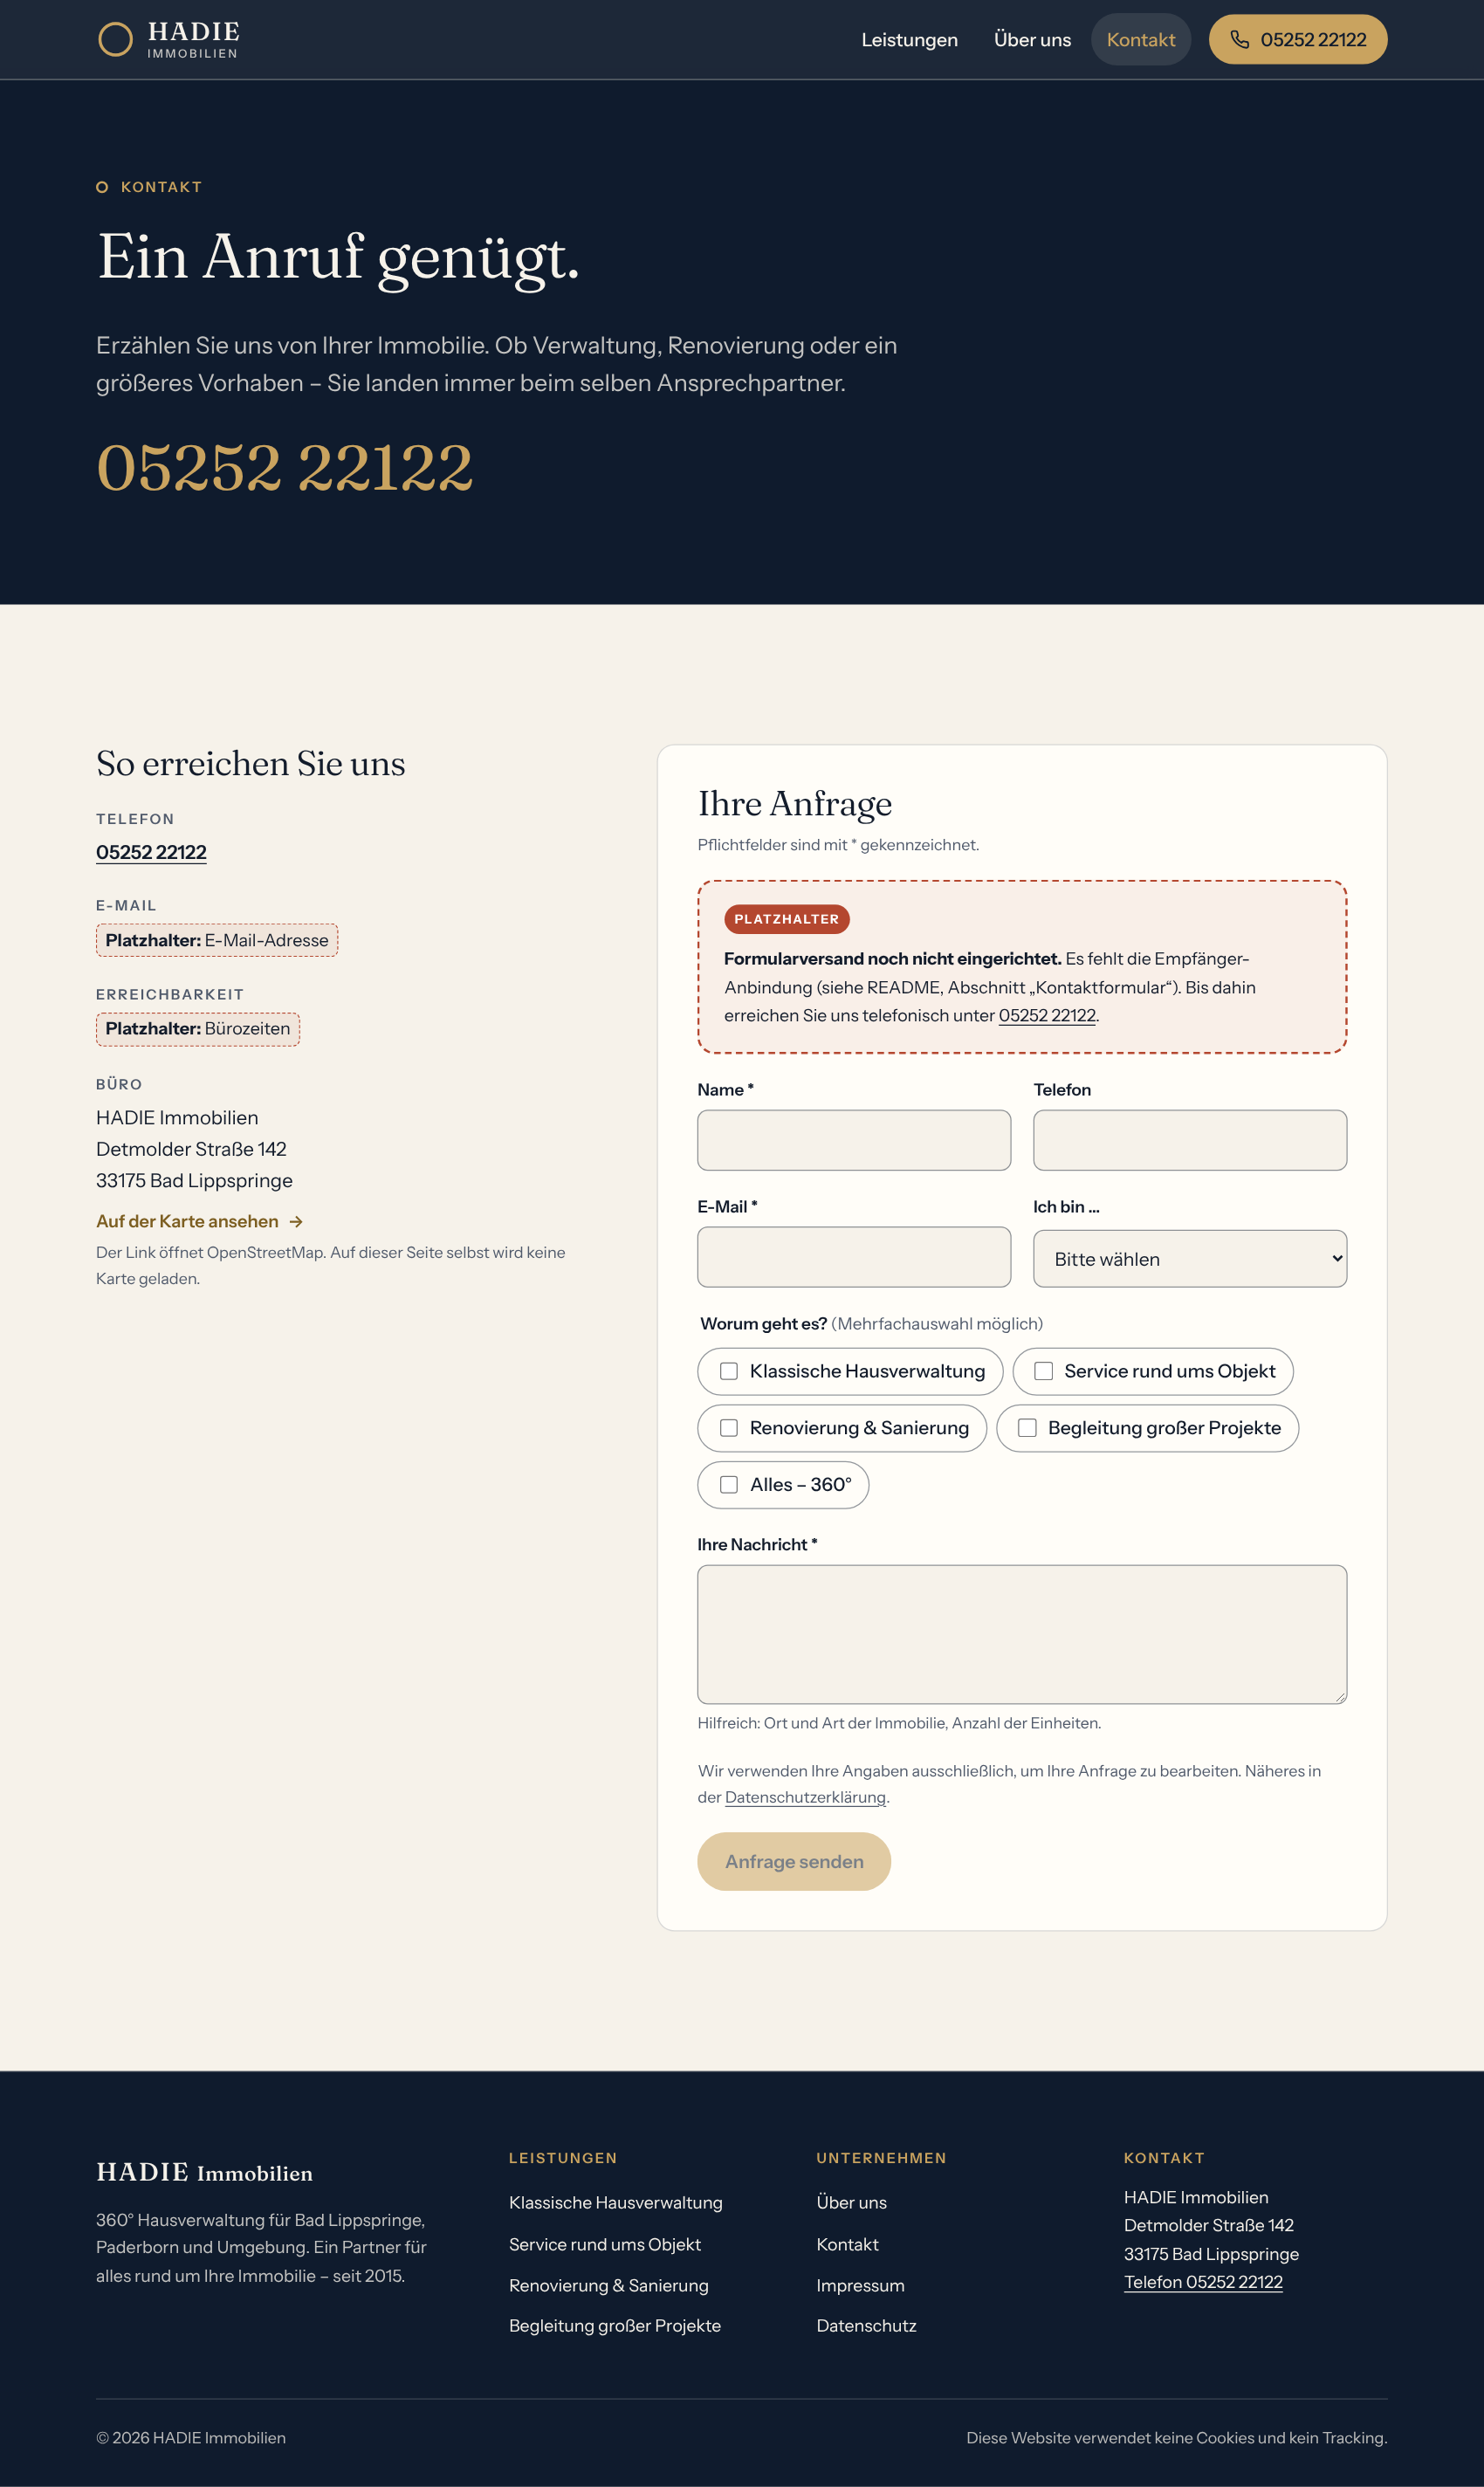 HADIE
IMMOBILIEN
Leistungen
Über uns
Kontakt
05252 22122
KONTAKT
Ein Anruf genügt.
Erzählen Sie uns von Ihrer Immobilie. Ob Verwaltung, Renovierung oder ein
größeres Vorhaben – Sie landen immer beim selben Ansprechpartner.
05252 22122
So erreichen Sie uns
TELEFON
05252 22122
E-MAIL
Platzhalter: E-Mail-Adresse
ERREICHBARKEIT
Platzhalter: Bürozeiten
BÜRO
HADIE Immobilien
Detmolder Straße 142
33175 Bad Lippspringe
Auf der Karte ansehen →
Der Link öffnet OpenStreetMap. Auf dieser Seite selbst wird keine
Karte geladen.
Ihre Anfrage
Pflichtfelder sind mit * gekennzeichnet.
PLATZHALTER
Formularversand noch nicht eingerichtet. Es fehlt die Empfänger-
Anbindung (siehe README, Abschnitt „Kontaktformular“). Bis dahin
erreichen Sie uns telefonisch unter 05252 22122.
Name *
Telefon
E-Mail *
Ich bin …
Bitte wählen
Worum geht es? (Mehrfachauswahl möglich)
Klassische Hausverwaltung
Service rund ums Objekt
Renovierung & Sanierung
Begleitung großer Projekte
Alles – 360°
Ihre Nachricht *
Hilfreich: Ort und Art der Immobilie, Anzahl der Einheiten.
Wir verwenden Ihre Angaben ausschließlich, um Ihre Anfrage zu bearbeiten. Näheres in
der Datenschutzerklärung.
Anfrage senden
HADIE Immobilien
360° Hausverwaltung für Bad Lippspringe,
Paderborn und Umgebung. Ein Partner für
alles rund um Ihre Immobilie – seit 2015.
LEISTUNGEN
Klassische Hausverwaltung
Service rund ums Objekt
Renovierung & Sanierung
Begleitung großer Projekte
UNTERNEHMEN
Über uns
Kontakt
Impressum
Datenschutz
KONTAKT
HADIE Immobilien
Detmolder Straße 142
33175 Bad Lippspringe
Telefon 05252 22122
© 2026 HADIE Immobilien
Diese Website verwendet keine Cookies und kein Tracking.